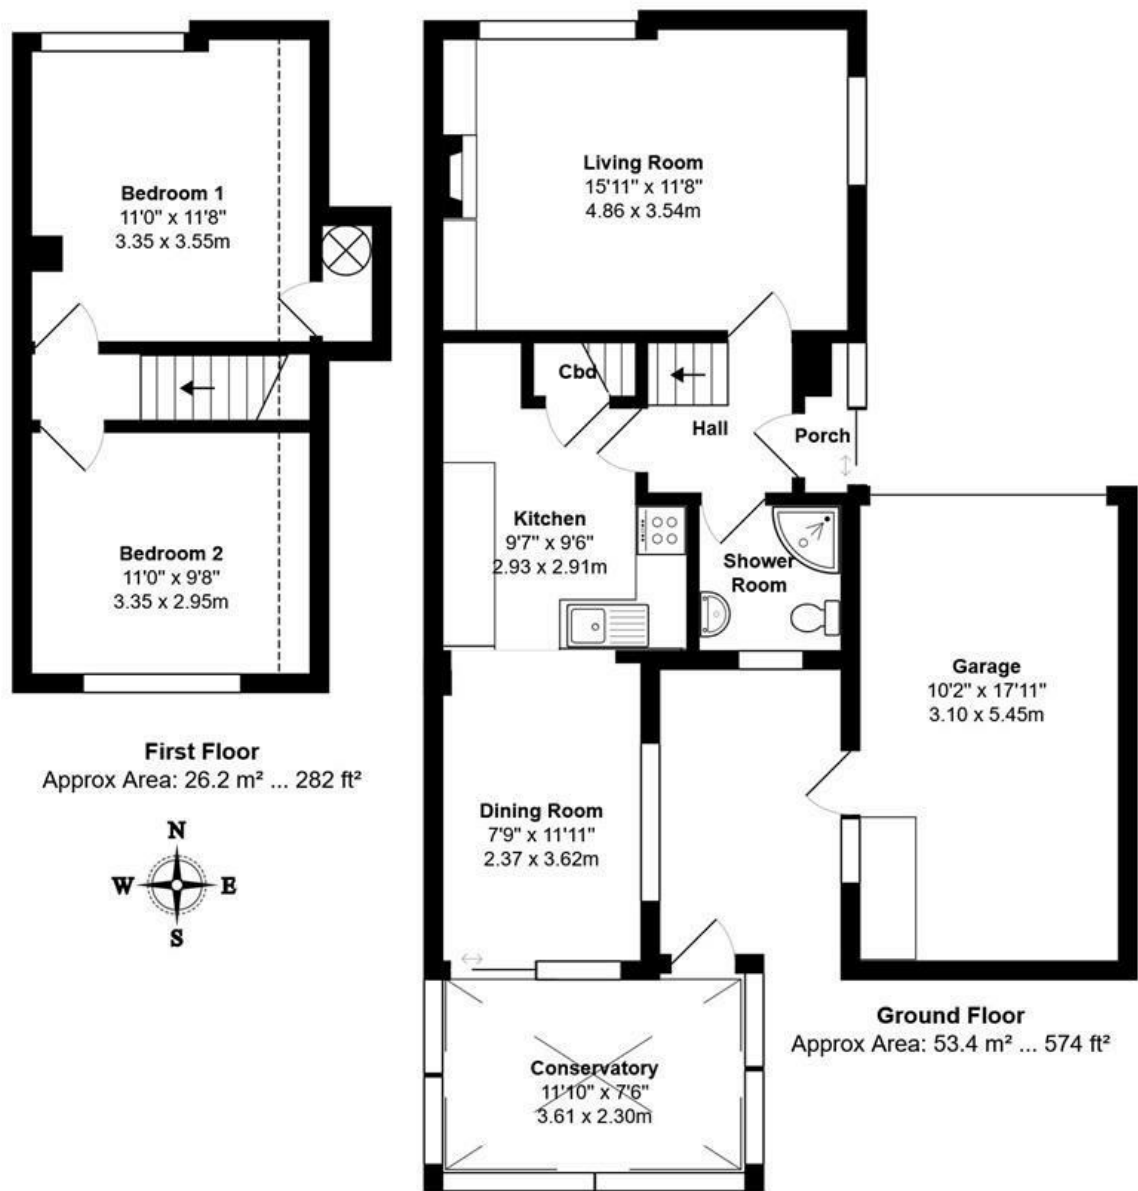 Bedroom 1
11'0" x 11'8"
3.35 x 3.55m
Bedroom 2
11'0" x 9'8"
3.35 x 2.95m
First Floor
Approx Area: 26.2 m² ... 282 ft²
N
W E
S
Living Room
15'11" x 11'8"
4.86 x 3.54m
Cbd
Hall
Porch
Kitchen
9'7" x 9'6"
2.93 x 2.91m
Shower
Room
Garage
10'2" x 17'11"
3.10 x 5.45m
Dining Room
7'9" x 11'11"
2.37 x 3.62m
Conservatory
11'10" x 7'6"
3.61 x 2.30m
Ground Floor
Approx Area: 53.4 m² ... 574 ft²